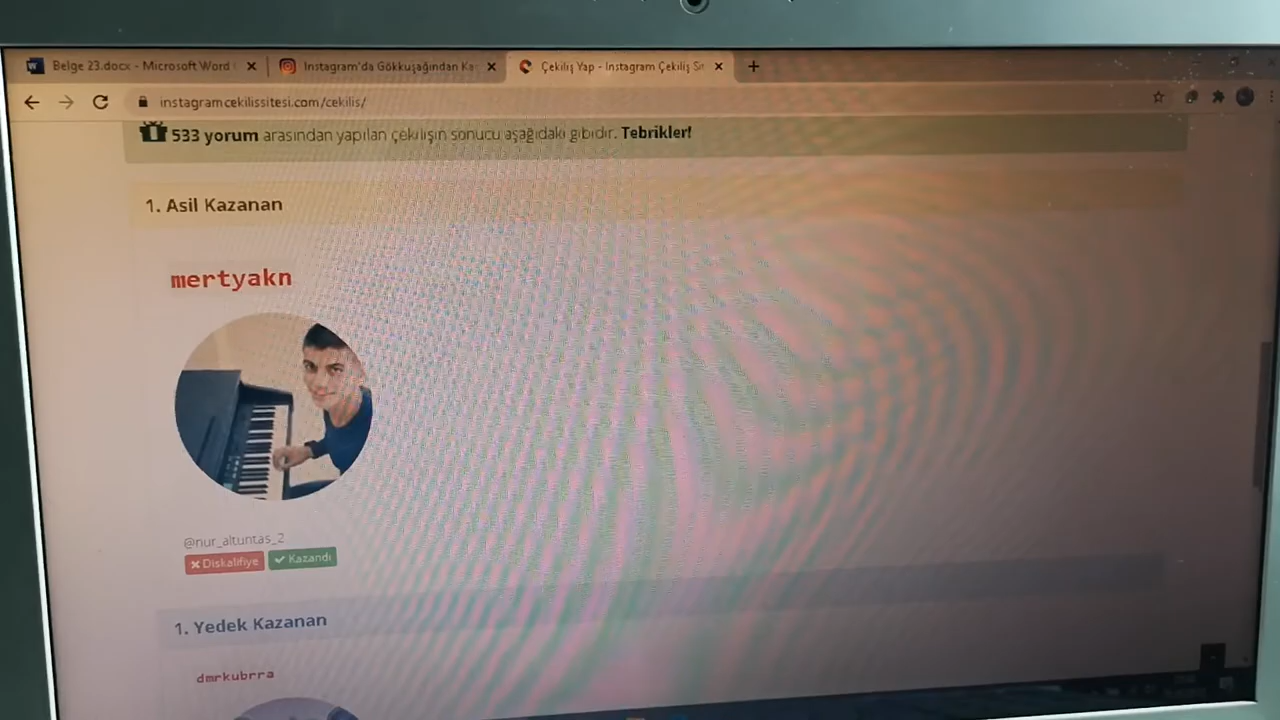 Belge 23.docx - Microsoft Word
Instagram'da Gökkuşağından Ka
Çekiliş Yap - Instagram Çekiliş Sit
instagramcekilissitesi.com/cekilis/
533 yorum arasından yapılan çekilişin sonucu aşağıdaki gibidir. Tebrikler!
1. Asil Kazanan
mertyakn
@nur_altuntas_2
Diskalifiye Kazandı
1. Yedek Kazanan
dmrkubrra